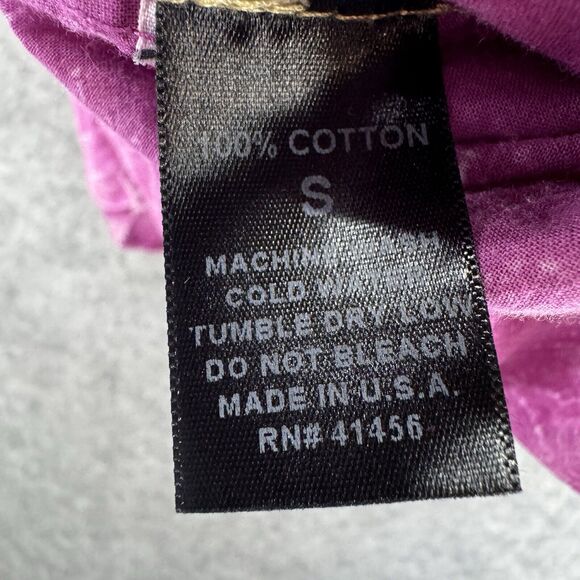 100% COTTON
S
MACHINE WASH
COLD WATER
TUMBLE DRY LOW
DO NOT BLEACH
MADE IN U.S.A.
RN# 41456